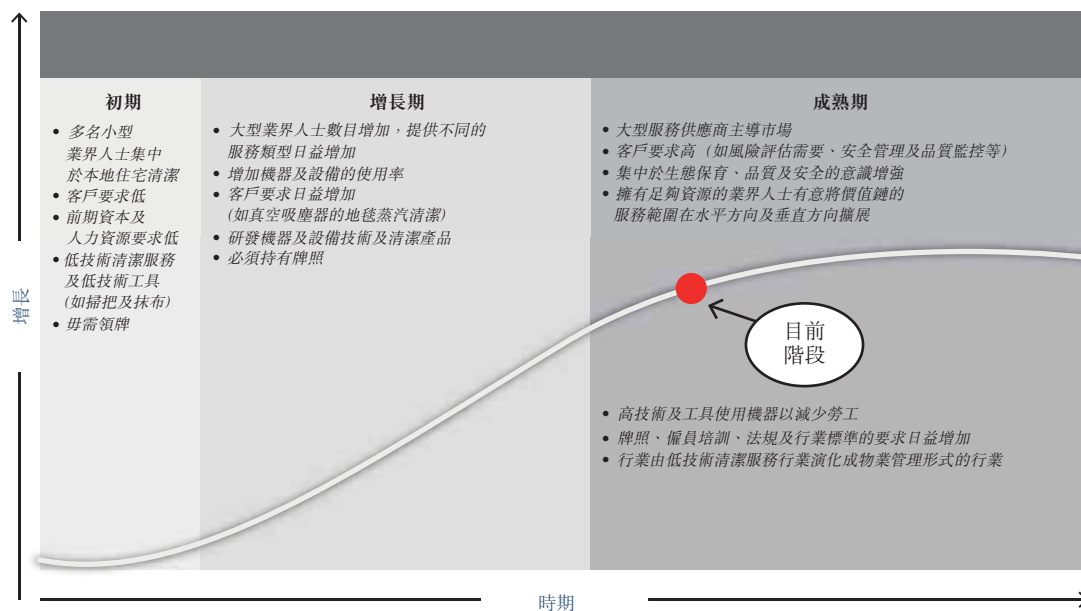 初期
• 多名小型
業界人士集中
於本地住宅清潔
• 客戶要求低
• 前期資本及
人力資源要求低
• 低技術清潔服務
及低技術工具
(如掃把及抹布)
• 毋需領牌
增長期
• 大型業界人士數目增加，提供不同的
服務類型日益增加
• 增加機器及設備的使用率
• 客戶要求日益增加
(如真空吸塵器的地毯蒸汽清潔)
• 研發機器及設備技術及清潔產品
• 必須持有牌照
成熟期
• 大型服務供應商主導市場
• 客戶要求高（如風險評估需要、安全管理及品質監控等）
• 集中於生態保育、品質及安全的意識增強
• 擁有足夠資源的業界人士有意將價值鏈的
服務範圍在水平方向及垂直方向擴展
目前
階段
• 高技術及工具使用機器以減少勞工
• 牌照、僱員培訓、法規及行業標準的要求日益增加
• 行業由低技術清潔服務行業演化成物業管理形式的行業
增長
時期